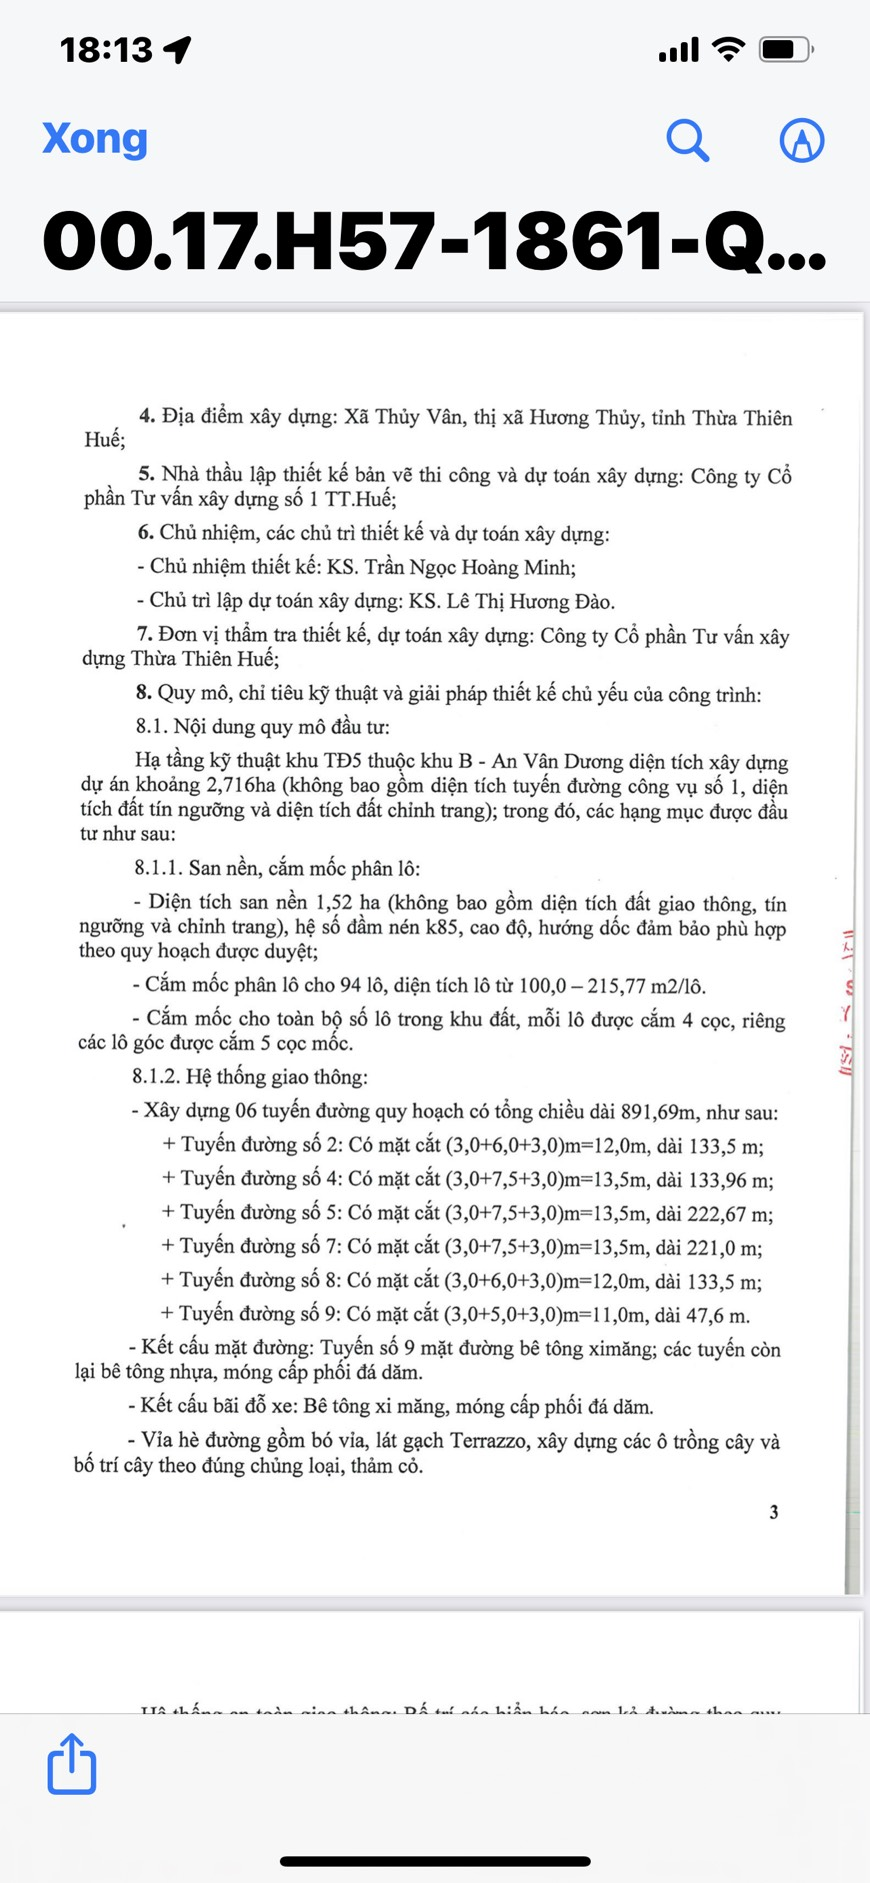 18:13
Xong
00.17.H57-1861-Q...
4. Địa điểm xây dựng: Xã Thủy Vân, thị xã Hương Thủy, tỉnh Thừa Thiên
Huế;
5. Nhà thầu lập thiết kế bản vẽ thi công và dự toán xây dựng: Công ty Cổ
phần Tư vấn xây dựng số 1 TT.Huế;
6. Chủ nhiệm, các chủ trì thiết kế và dự toán xây dựng:
- Chủ nhiệm thiết kế: KS. Trần Ngọc Hoàng Minh;
- Chủ trì lập dự toán xây dựng: KS. Lê Thị Hương Đào.
7. Đơn vị thẩm tra thiết kế, dự toán xây dựng: Công ty Cổ phần Tư vấn xây
dựng Thừa Thiên Huế;
8. Quy mô, chỉ tiêu kỹ thuật và giải pháp thiết kế chủ yếu của công trình:
8.1. Nội dung quy mô đầu tư:
Hạ tầng kỹ thuật khu TĐ5 thuộc khu B - An Vân Dương diện tích xây dựng
dự án khoảng 2,716ha (không bao gồm diện tích tuyến đường công vụ số 1, diện
tích đất tín ngưỡng và diện tích đất chỉnh trang); trong đó, các hạng mục được đầu
tư như sau:
8.1.1. San nền, cắm mốc phân lô:
- Diện tích san nền 1,52 ha (không bao gồm diện tích đất giao thông, tín
ngưỡng và chỉnh trang), hệ số đầm nén k85, cao độ, hướng dốc đảm bảo phù hợp
theo quy hoạch được duyệt;
- Cắm mốc phân lô cho 94 lô, diện tích lô từ 100,0 – 215,77 m2/lô.
- Cắm mốc cho toàn bộ số lô trong khu đất, mỗi lô được cắm 4 cọc, riêng
các lô góc được cắm 5 cọc mốc.
8.1.2. Hệ thống giao thông:
- Xây dựng 06 tuyến đường quy hoạch có tổng chiều dài 891,69m, như sau:
+ Tuyến đường số 2: Có mặt cắt (3,0+6,0+3,0)m=12,0m, dài 133,5 m;
+ Tuyến đường số 4: Có mặt cắt (3,0+7,5+3,0)m=13,5m, dài 133,96 m;
+ Tuyến đường số 5: Có mặt cắt (3,0+7,5+3,0)m=13,5m, dài 222,67 m;
+ Tuyến đường số 7: Có mặt cắt (3,0+7,5+3,0)m=13,5m, dài 221,0 m;
+ Tuyến đường số 8: Có mặt cắt (3,0+6,0+3,0)m=12,0m, dài 133,5 m;
+ Tuyến đường số 9: Có mặt cắt (3,0+5,0+3,0)m=11,0m, dài 47,6 m.
- Kết cấu mặt đường: Tuyến số 9 mặt đường bê tông ximăng; các tuyến còn
lại bê tông nhựa, móng cấp phối đá dăm.
- Kết cấu bãi đỗ xe: Bê tông xi măng, móng cấp phối đá dăm.
- Vỉa hè đường gồm bó vỉa, lát gạch Terrazzo, xây dựng các ô trồng cây và
bố trí cây theo đúng chủng loại, thảm cỏ.
3